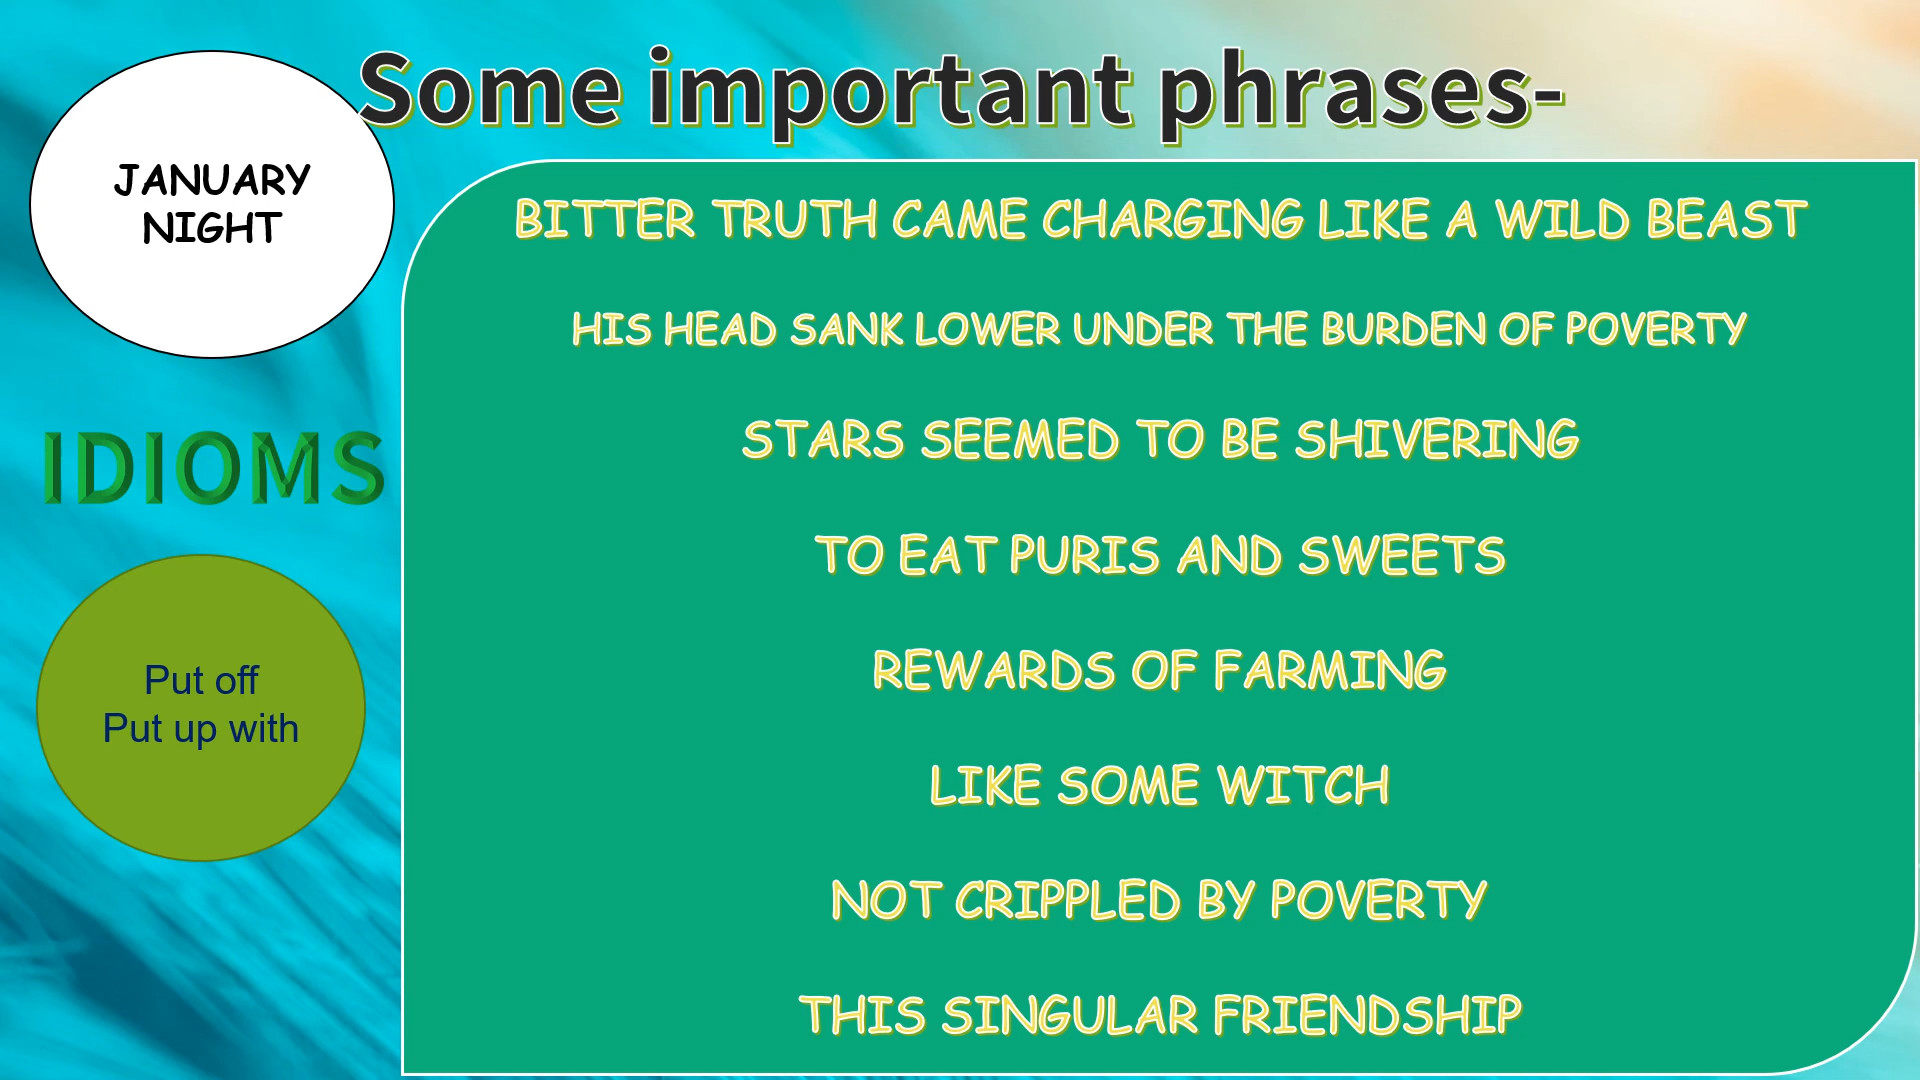 Some important phrases-
JANUARY
NIGHT
IDIOMS
Put off
Put up with
BITTER TRUTH CAME CHARGING LIKE A WILD BEAST
HIS HEAD SANK LOWER UNDER THE BURDEN OF POVERTY
STARS SEEMED TO BE SHIVERING
TO EAT PURIS AND SWEETS
REWARDS OF FARMING
LIKE SOME WITCH
NOT CRIPPLED BY POVERTY
THIS SINGULAR FRIENDSHIP